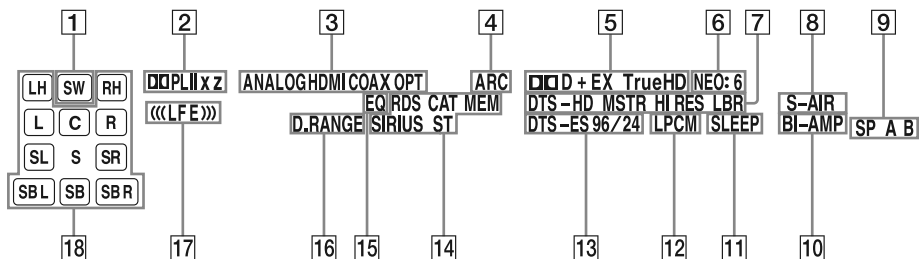 1 2 3 4 5 6 7 8 9
LH SW RH
L C R
SL S SR
SBL SB SBR
PLIIxz
(((LFE)))
ANALOG HDMI COAX OPT ARC
EQ RDS CAT MEM
D.RANGE SIRIUS ST
D+EX TrueHD NEO:6
DTS-HD MSTR HI RES LBR
DTS-ES 96/24 LPCM SLEEP
S-AIR
BI-AMP
SP A B
18 17 16 15 14 13 12 11 10